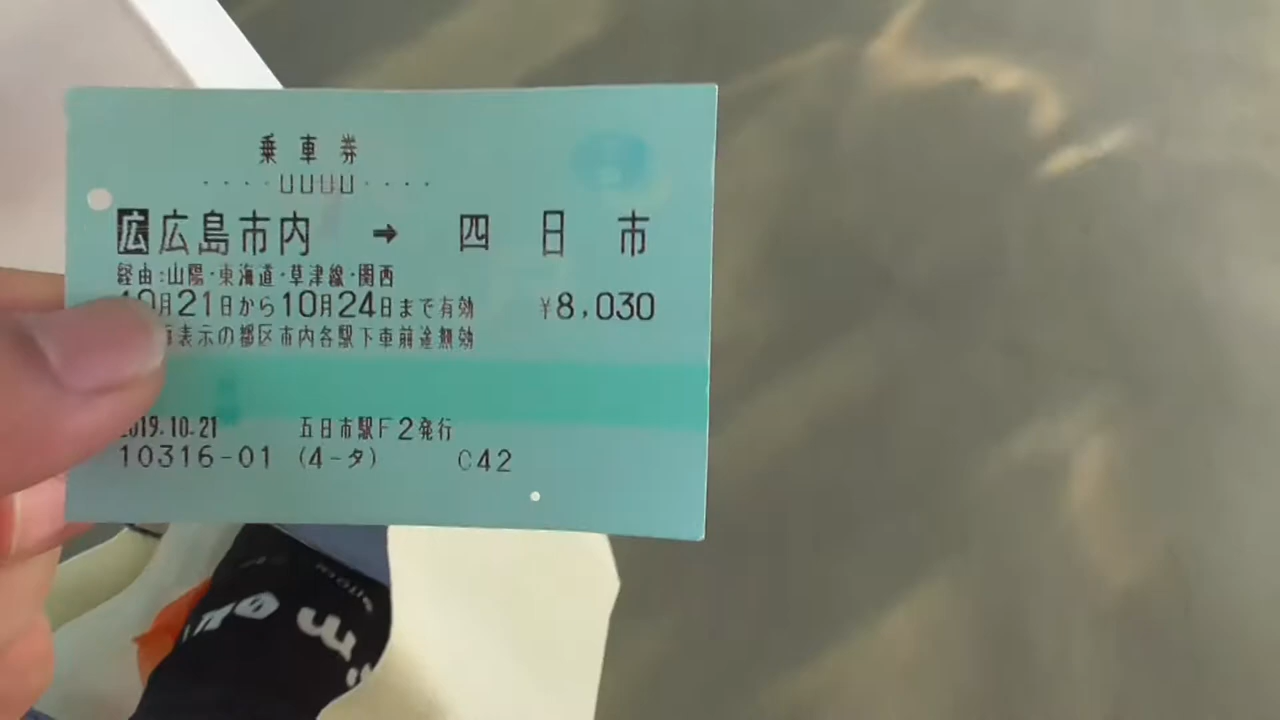 乗車券
....UUUU....
広 広島市内 → 四日市
経由:山陽・東海道・草津線・関西
10月21日から10月24日まで有効 ¥8,030
表示の都区市内各駅下車前途無効
2019.10.21 五日市駅F2発行
10316-01 (4-タ) C42